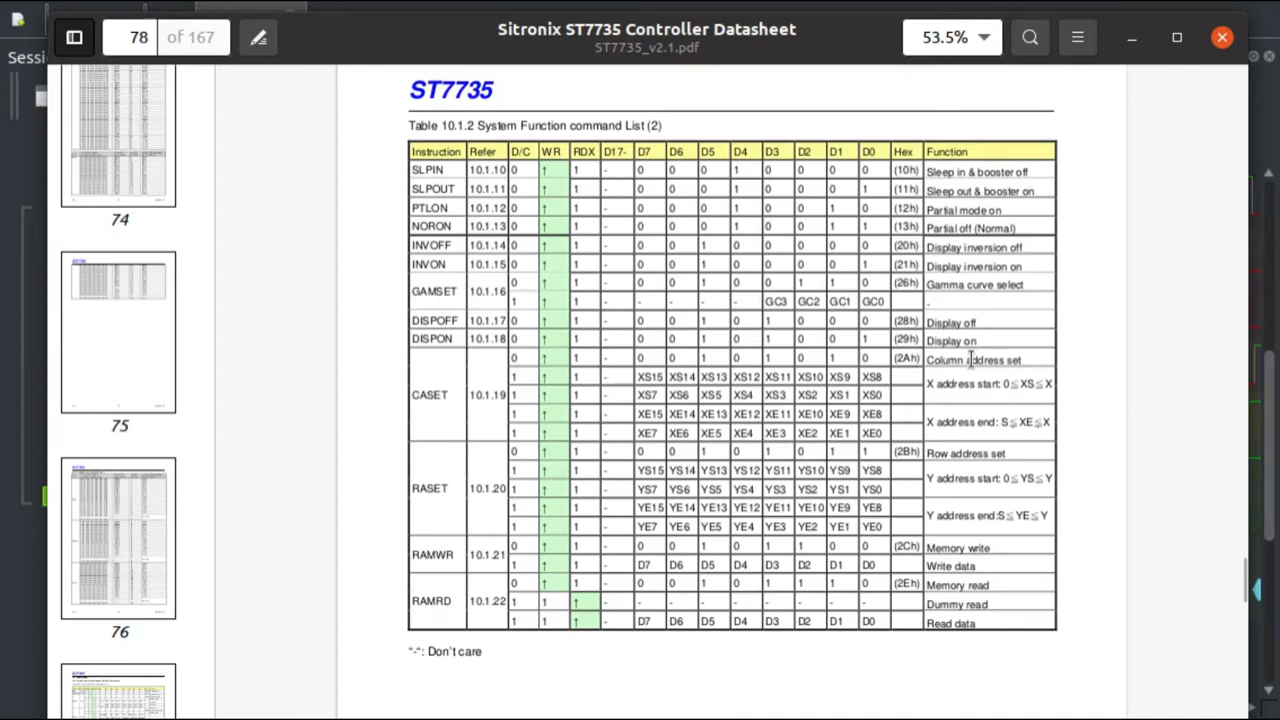 78 of 167
Sitronix ST7735 Controller Datasheet
ST7735_v2.1.pdf
53.5%
Sessi
74
75
76
ST7735
Table 10.1.2 System Function command List (2)
Instruction Refer D/C WR RDX D17- D7 D6 D5 D4 D3 D2 D1 D0 Hex Function
SLPIN 10.1.10 0 ↑ 1 - 0 0 0 1 0 0 0 0 (10h) Sleep in & booster off
SLPOUT 10.1.11 0 ↑ 1 - 0 0 0 1 0 0 0 1 (11h) Sleep out & booster on
PTLON 10.1.12 0 ↑ 1 - 0 0 0 1 0 0 1 0 (12h) Partial mode on
NORON 10.1.13 0 ↑ 1 - 0 0 0 1 0 0 1 1 (13h) Partial off (Normal)
INVOFF 10.1.14 0 ↑ 1 - 0 0 1 0 0 0 0 0 (20h) Display inversion off
INVON 10.1.15 0 ↑ 1 - 0 0 1 0 0 0 0 1 (21h) Display inversion on
GAMSET 10.1.16 0 ↑ 1 - 0 0 1 0 0 1 1 0 (26h) Gamma curve select
1 ↑ 1 - - - - - GC3 GC2 GC1 GC0 -
DISPOFF 10.1.17 0 ↑ 1 - 0 0 1 0 1 0 0 0 (28h) Display off
DISPON 10.1.18 0 ↑ 1 - 0 0 1 0 1 0 0 1 (29h) Display on
CASET 10.1.19 0 ↑ 1 - 0 0 1 0 1 0 1 0 (2Ah) Column address set
1 ↑ 1 - XS15 XS14 XS13 XS12 XS11 XS10 XS9 XS8 X address start: 0≦XS≦X
1 ↑ 1 - XS7 XS6 XS5 XS4 XS3 XS2 XS1 XS0
1 ↑ 1 - XE15 XE14 XE13 XE12 XE11 XE10 XE9 XE8 X address end: S≦XE≦X
1 ↑ 1 - XE7 XE6 XE5 XE4 XE3 XE2 XE1 XE0
RASET 10.1.20 0 ↑ 1 - 0 0 1 0 1 0 1 1 (2Bh) Row address set
1 ↑ 1 - YS15 YS14 YS13 YS12 YS11 YS10 YS9 YS8 Y address start: 0≦YS≦Y
1 ↑ 1 - YS7 YS6 YS5 YS4 YS3 YS2 YS1 YS0
1 ↑ 1 - YE15 YE14 YE13 YE12 YE11 YE10 YE9 YE8 Y address end:S≦YE≦Y
1 ↑ 1 - YE7 YE6 YE5 YE4 YE3 YE2 YE1 YE0
RAMWR 10.1.21 0 ↑ 1 - 0 0 1 0 1 1 0 0 (2Ch) Memory write
1 ↑ 1 - D7 D6 D5 D4 D3 D2 D1 D0 Write data
RAMRD 10.1.22 0 ↑ 1 - 0 0 1 0 1 1 1 0 (2Eh) Memory read
1 1 ↑ - - - - - - - - - Dummy read
1 1 ↑ - D7 D6 D5 D4 D3 D2 D1 D0 Read data
"-": Don't care